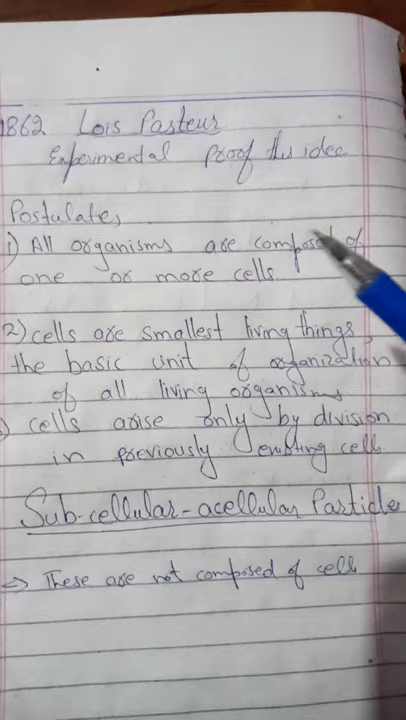 1862 Lois Pasteur
Experimental Proof this idea
Postulates,
1) All organisms are composed of
one or more cells.
2) cells are smallest living things,
the basic unit of organization
of all living organisms
) cells arise only by division
in previously existing cell
Sub-cellular-acellular Particle
=> These are not composed of cell